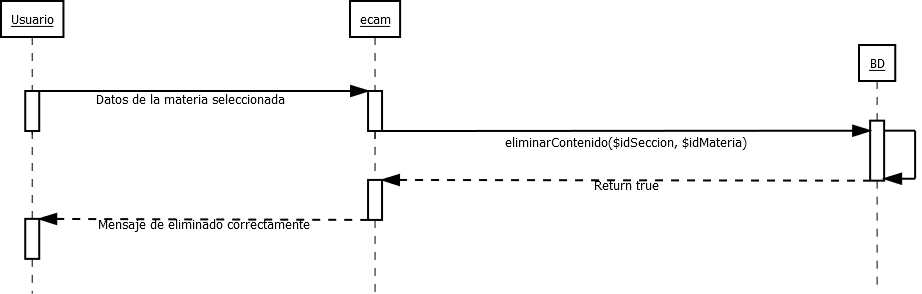 Usuario
ecam
BD
Datos de la materia seleccionada
eliminarContenido($idSeccion, $idMateria)
Return true
Mensaje de eliminado correctamente